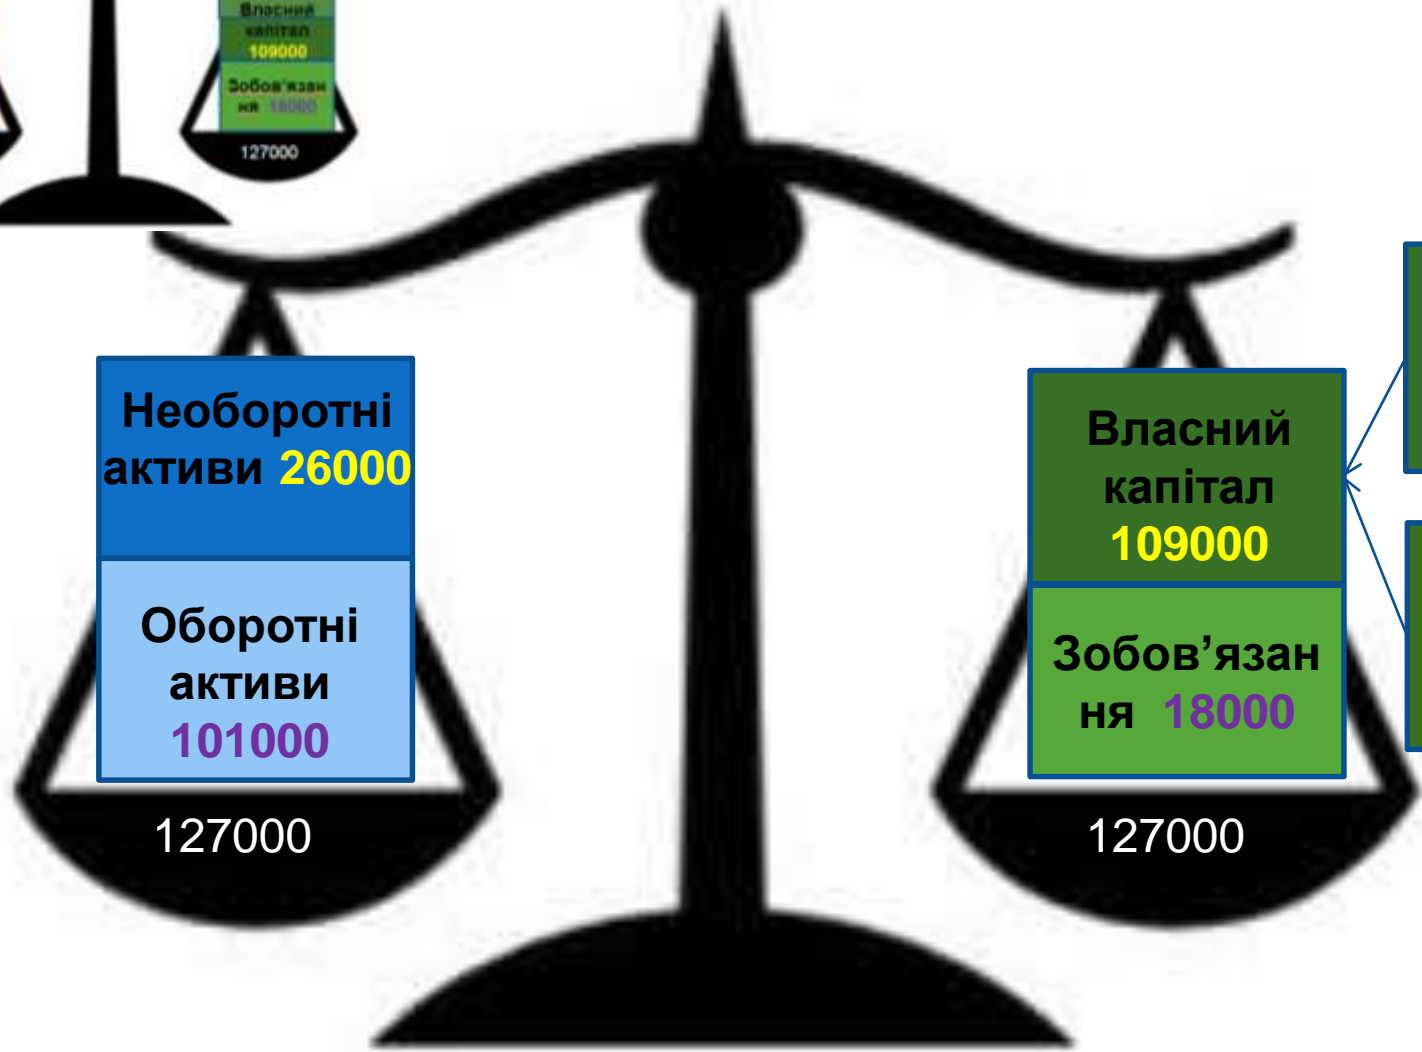 Власний
капітал
109000
Зобов'язан
ня 18000
127000
Необоротні
активи 26000
Оборотні
активи
101000
127000
Власний
капітал
109000
Зобов’язан
ня 18000
127000